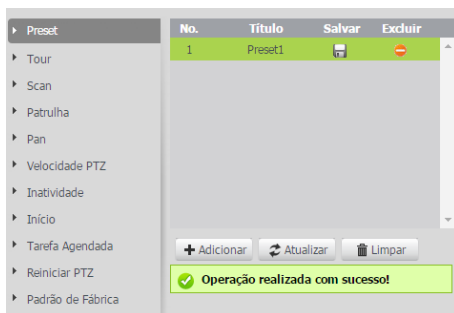 Preset
Tour
Scan
Patrulha
Pan
Velocidade PTZ
Inatividade
Início
Tarefa Agendada
Reiniciar PTZ
Padrão de Fábrica
No. Título Salvar Excluir
1 Preset1
Adicionar Atualizar Limpar
Operação realizada com sucesso!